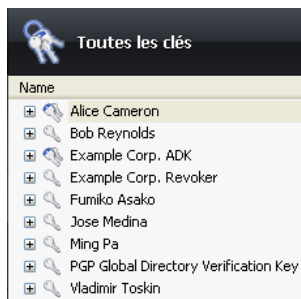 Toutes les clés
Name
Alice Cameron
Bob Reynolds
Example Corp. ADK
Example Corp. Revoker
Fumiko Asako
Jose Medina
Ming Pa
PGP Global Directory Verification Key
Vladimir Toskin